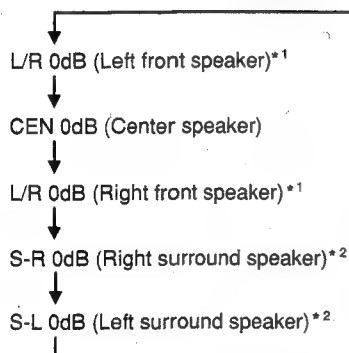 L/R 0dB (Left front speaker)*1
CEN 0dB (Center speaker)
L/R 0dB (Right front speaker)*1
S-R 0dB (Right surround speaker)*2
S-L 0dB (Left surround speaker)*2